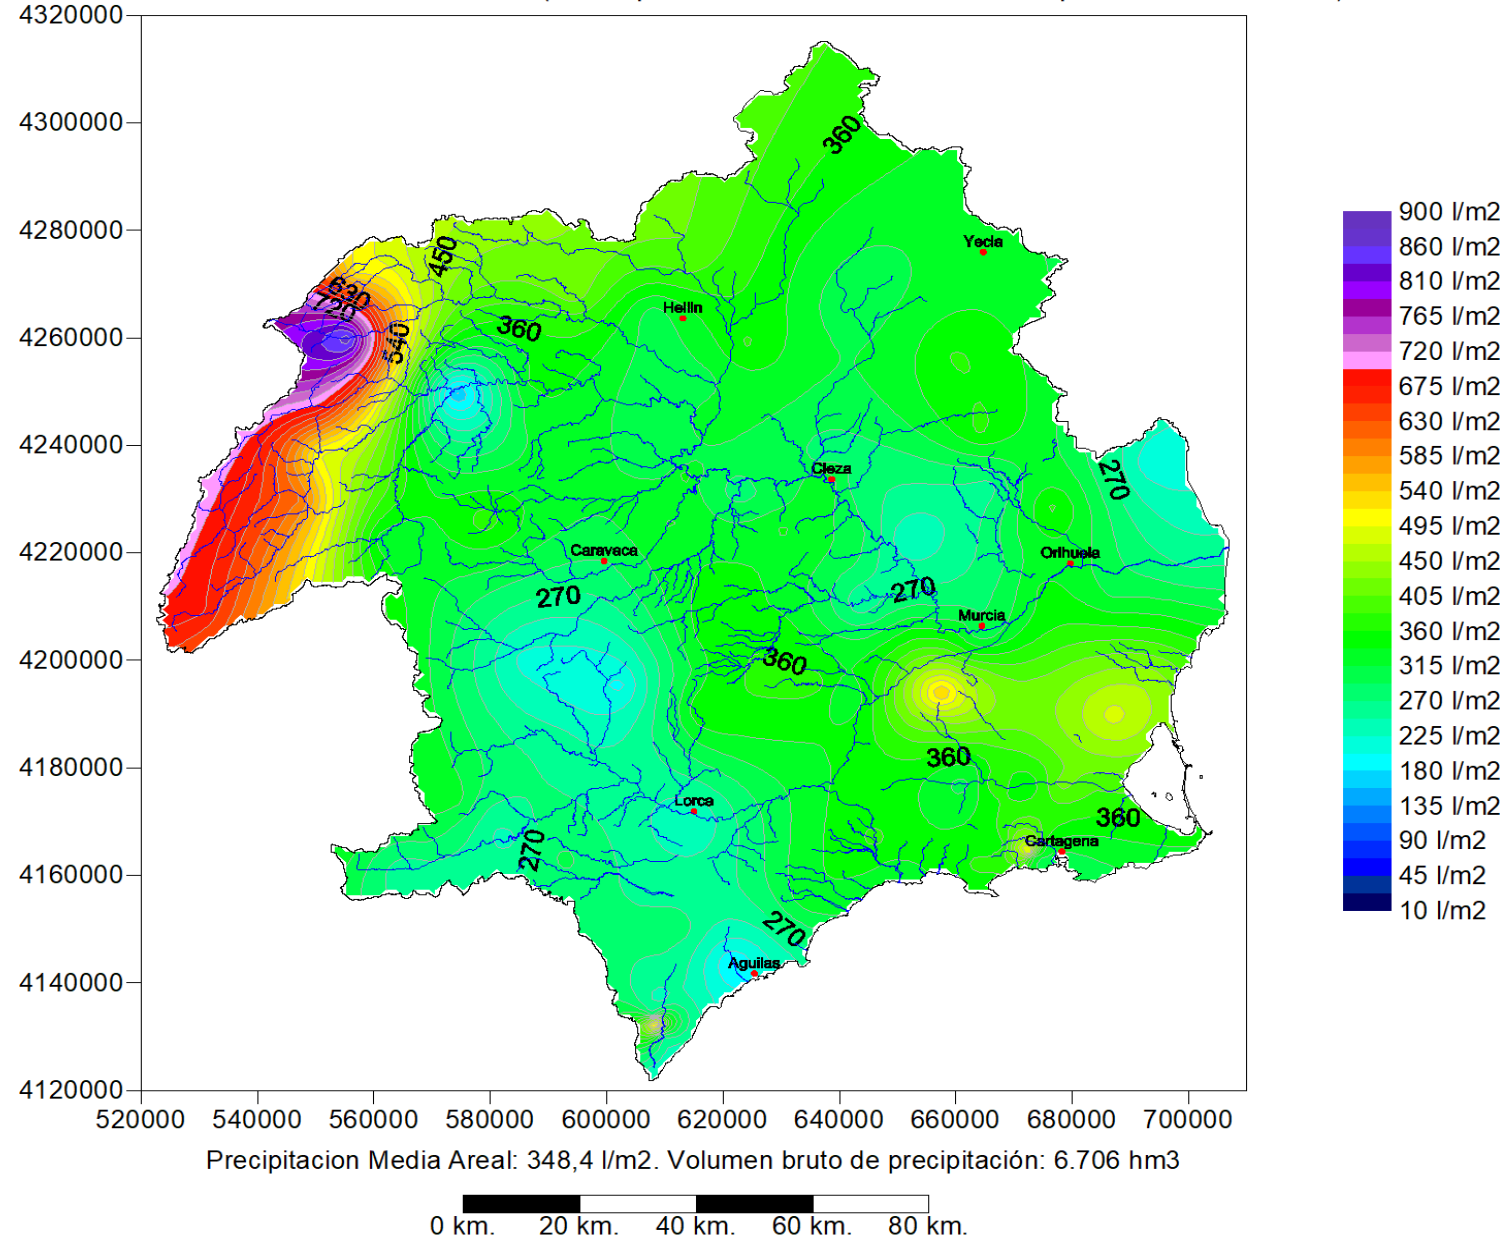 4320000
4300000
360
4280000
Yecla
450
900 l/m2
860 l/m2
810 l/m2
765 l/m2
720 l/m2
675 l/m2
630 l/m2
585 l/m2
540 l/m2
495 l/m2
450 l/m2
405 l/m2
360 l/m2
315 l/m2
270 l/m2
225 l/m2
180 l/m2
135 l/m2
90 l/m2
45 l/m2
10 l/m2
630
720
Hellin
4260000
360
540
4240000
Cieza
270
4220000
Caravaca
Orihuela
270
270
Murcia
4200000
360
4180000
360
Lorca
360
270
Cartagena
4160000
270
Aguilas
4140000
4120000
520000 540000 560000 580000 600000 620000 640000 660000 680000 700000
Precipitacion Media Areal: 348,4 l/m2. Volumen bruto de precipitación: 6.706 hm3
0 km. 20 km. 40 km. 60 km. 80 km.